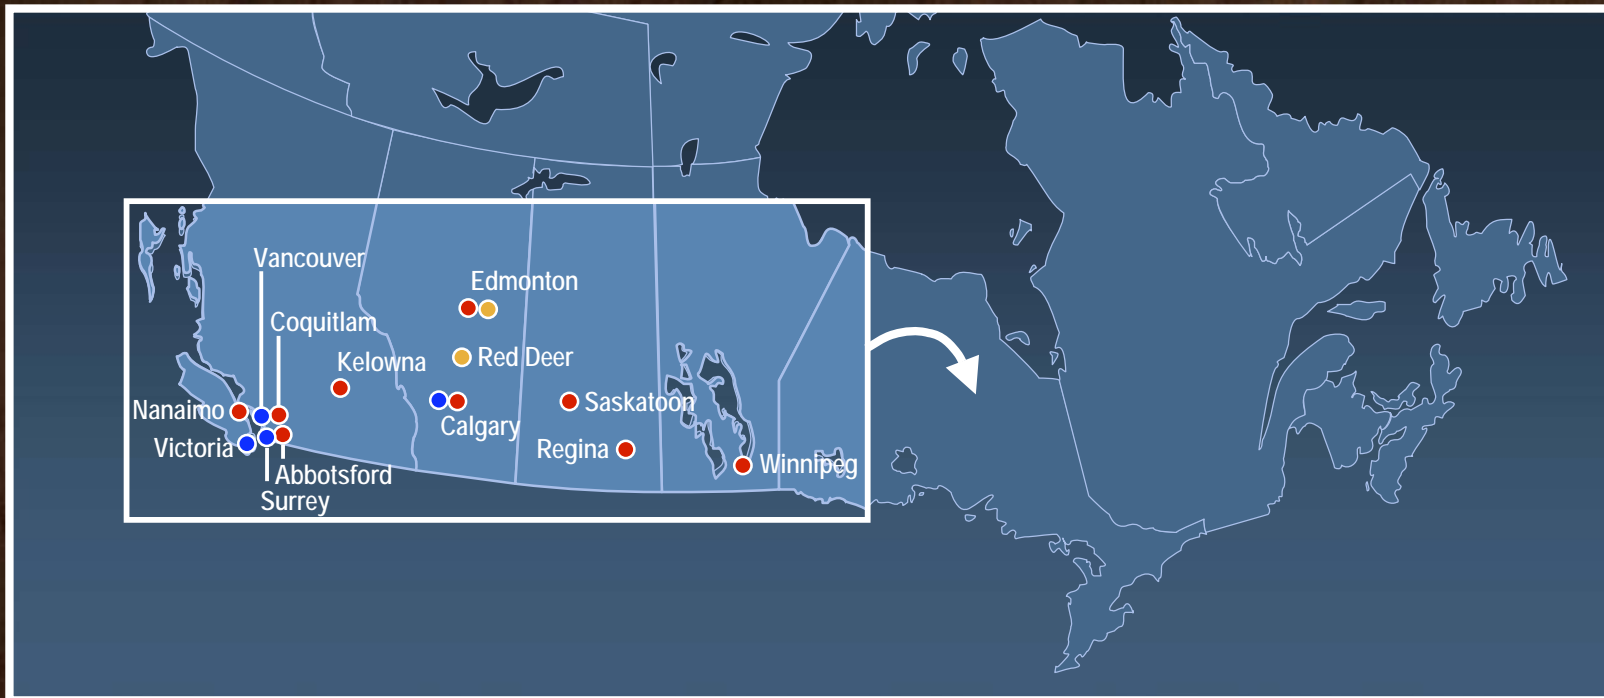 Vancouver
Edmonton
Coquitlam
Kelowna
Red Deer
Nanaimo
Saskatoon
Calgary
Victoria
Regina
Winnipeg
Abbotsford
Surrey